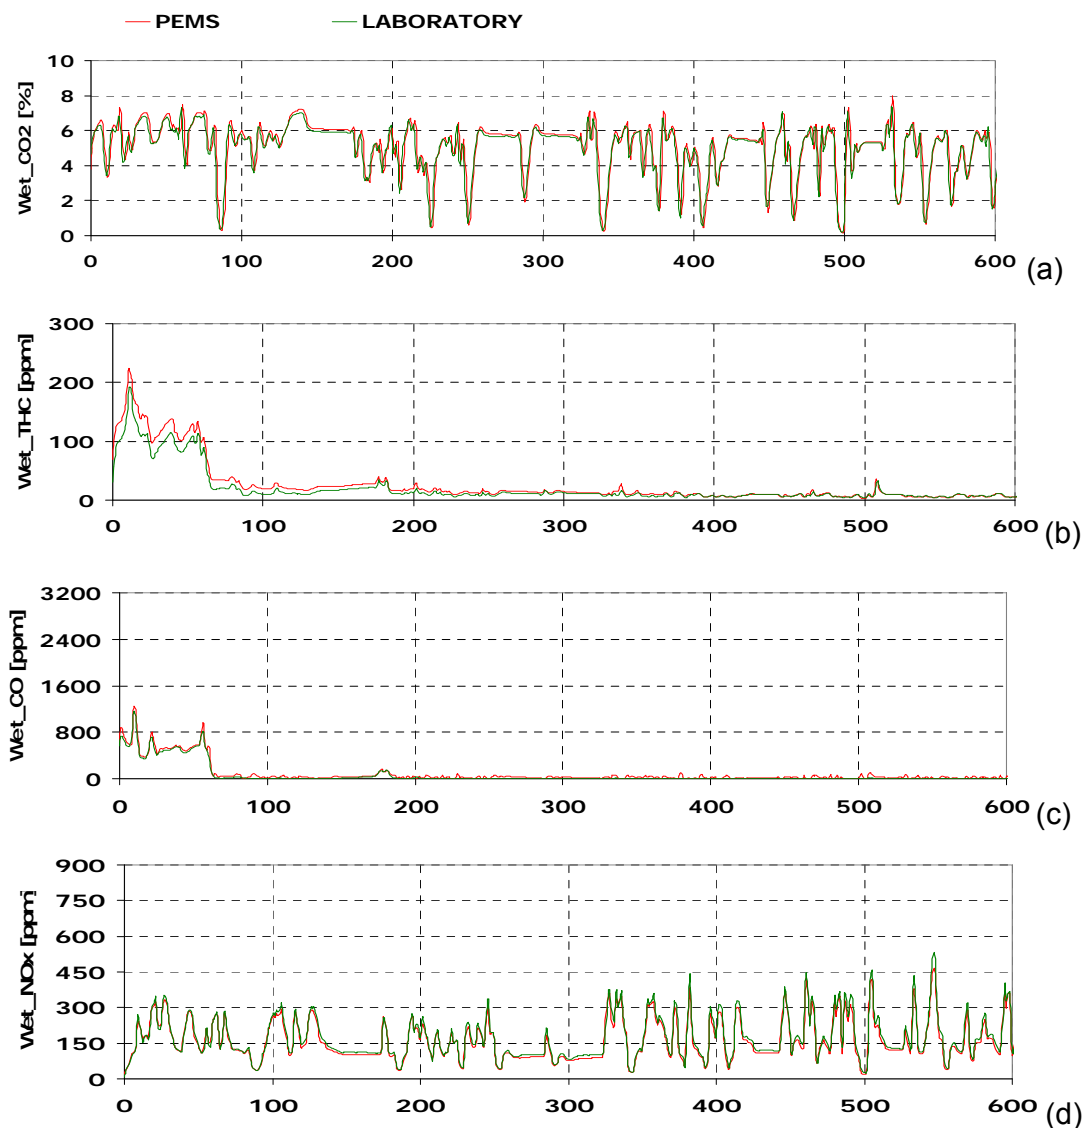 PEMS LABORATORY
Wet_CO2 [%]
10
8
6
4
2
0
0 100 200 300 400 500 600 (a)
Wet_THC [ppm]
300
200
100
0
0 100 200 300 400 500 600 (b)
Wet_CO [ppm]
3200
2400
1600
800
0
0 100 200 300 400 500 600 (c)
Wet_NOx [ppm]
900
750
600
450
300
150
0
0 100 200 300 400 500 600 (d)